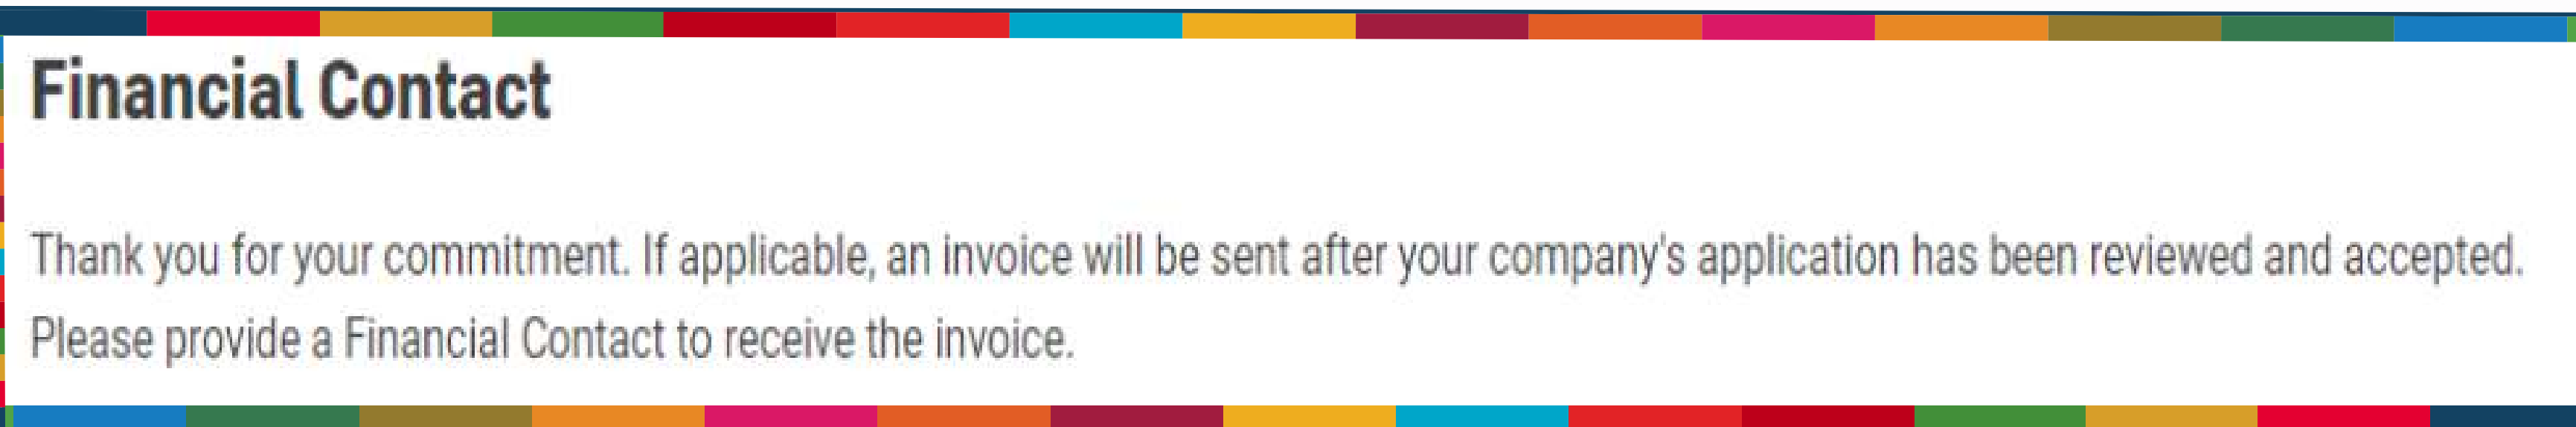 Financial Contact
Thank you for your commitment. If applicable, an invoice will be sent after your company's application has been reviewed and accepted.
Please provide a Financial Contact to receive the invoice.